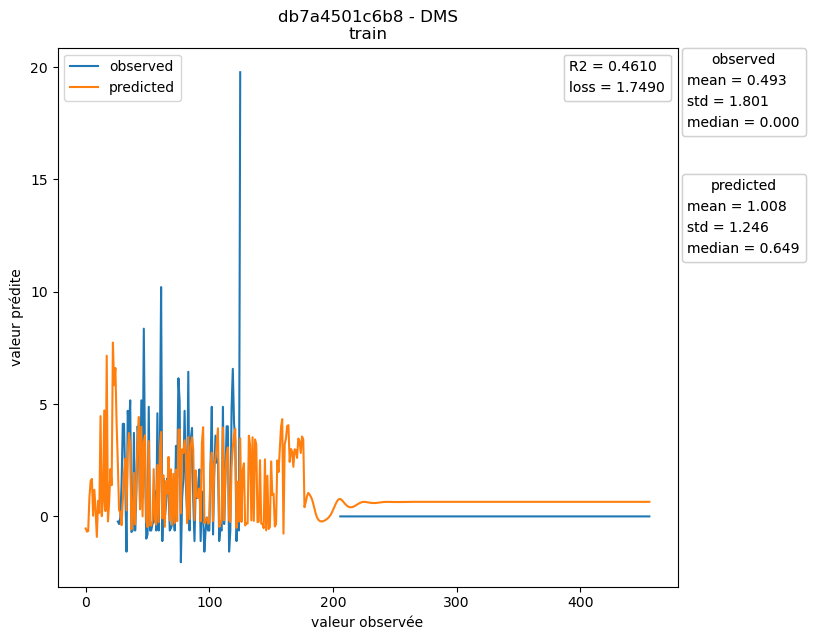 db7a4501c6b8 - DMS
train
observed
predicted
R2 = 0.4610
loss = 1.7490
observed
mean = 0.493
std = 1.801
median = 0.000
predicted
mean = 1.008
std = 1.246
median = 0.649
valeur prédite
20
15
10
5
0
0
100
200
300
400
valeur observée